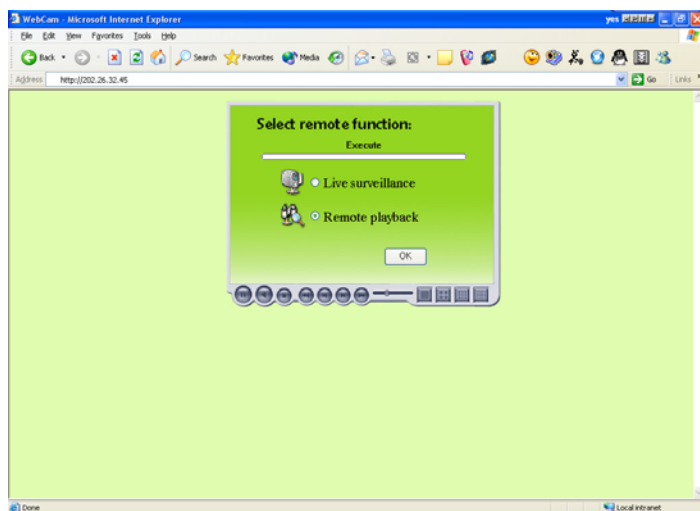 WebCam - Microsoft Internet Explorer
yes
File Edit View Favorites Tools Help
Back Search Favorites Media
Address http://202.26.32.45 Go Links
Select remote function:
Execute
Live surveillance
Remote playback
OK
Done Local intranet